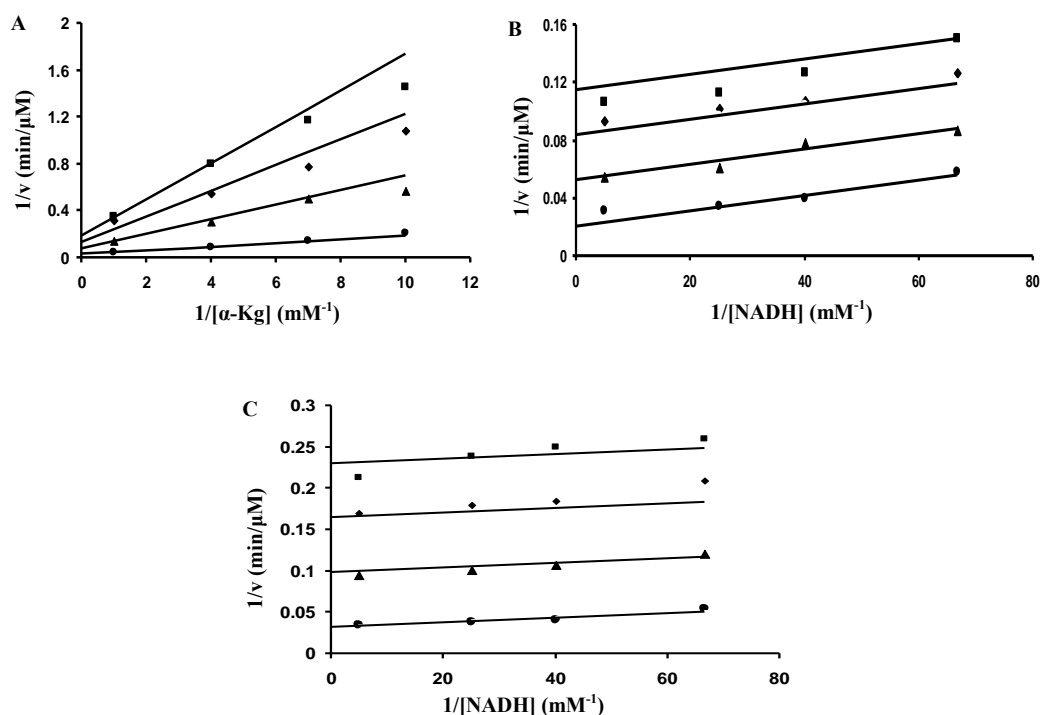 A
2
1.6
1.2
0.8
0.4
0
0 2 4 6 8 10 12
1/v (min/µM)
1/[α-Kg] (mM-1)
B
0.16
0.12
0.08
0.04
0
0 20 40 60 80
1/v (min/µM)
1/[NADH] (mM-1)
C
0.3
0.25
0.2
0.15
0.1
0.05
0
0 20 40 60 80
1/v (min/µM)
1/[NADH] (mM-1)